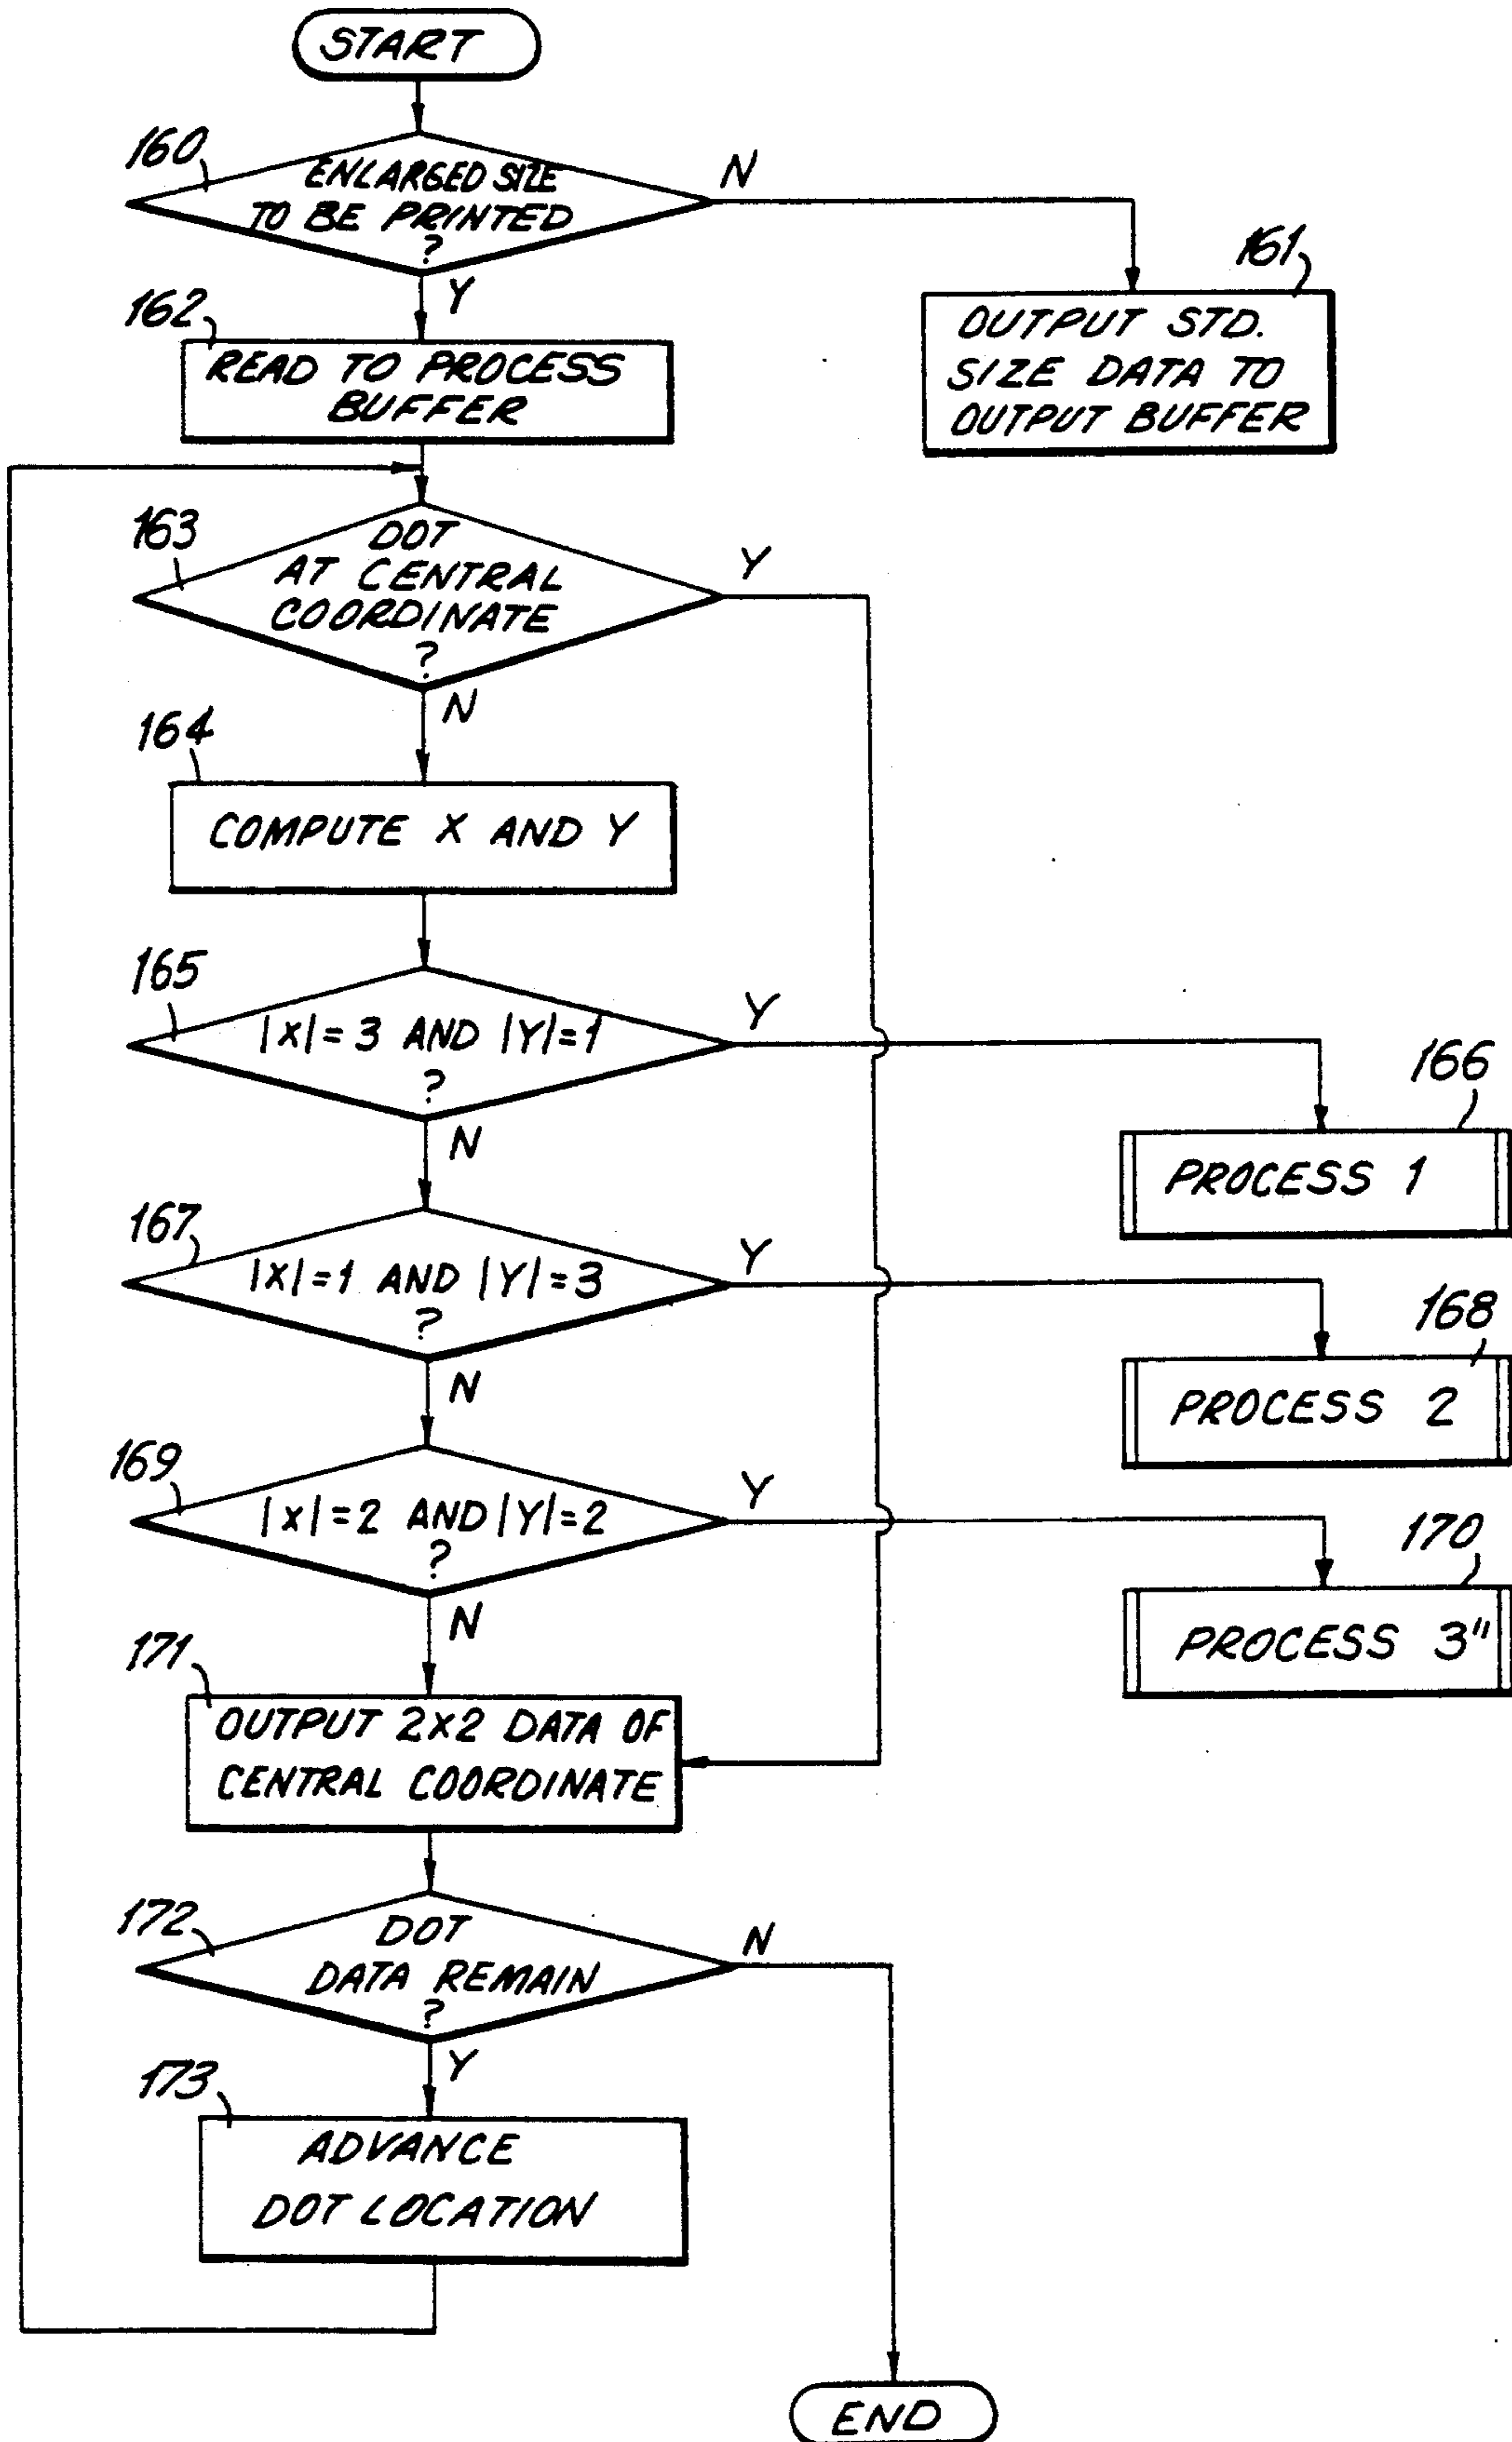 START
160
ENLARGED SIZE
TO BE PRINTED
?
N
Y
161
OUTPUT STD.
SIZE DATA TO
OUTPUT BUFFER
162
READ TO PROCESS
BUFFER
163
DOT
AT CENTRAL
COORDINATE
?
Y
N
164
COMPUTE X AND Y
165
|X|=3 AND |Y|=1
?
Y
N
166
PROCESS 1
167
|X|=1 AND |Y|=3
?
Y
N
168
PROCESS 2
169
|X|=2 AND |Y|=2
?
Y
N
170
PROCESS 3"
171
OUTPUT 2X2 DATA OF
CENTRAL COORDINATE
172
DOT
DATA REMAIN
?
N
Y
173
ADVANCE
DOT LOCATION
END